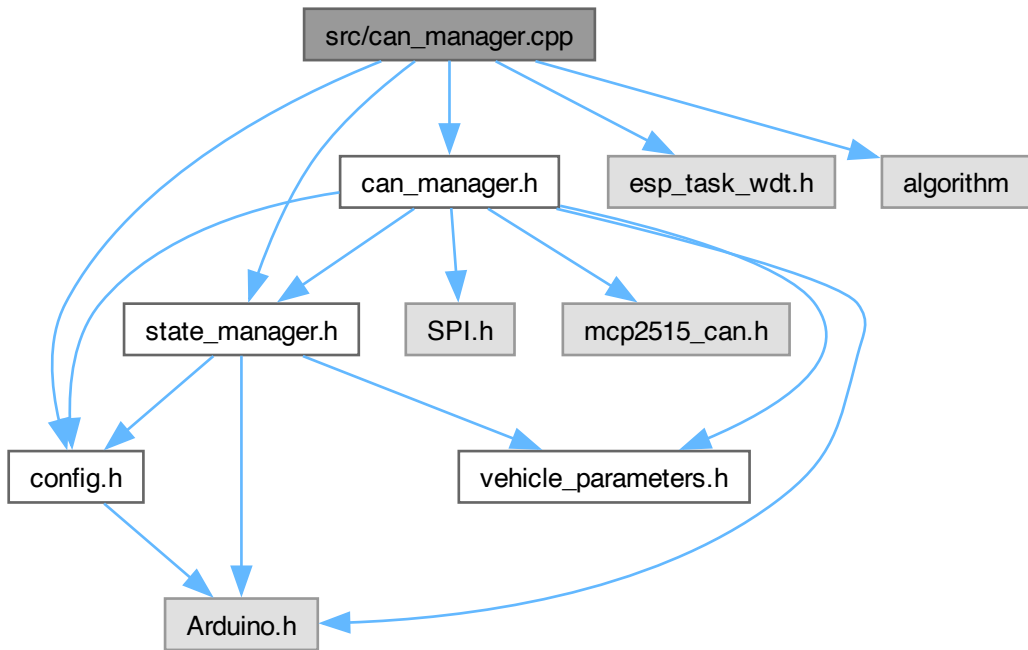 src/can_manager.cpp
can_manager.h
esp_task_wdt.h
algorithm
state_manager.h
SPI.h
mcp2515_can.h
config.h
vehicle_parameters.h
Arduino.h